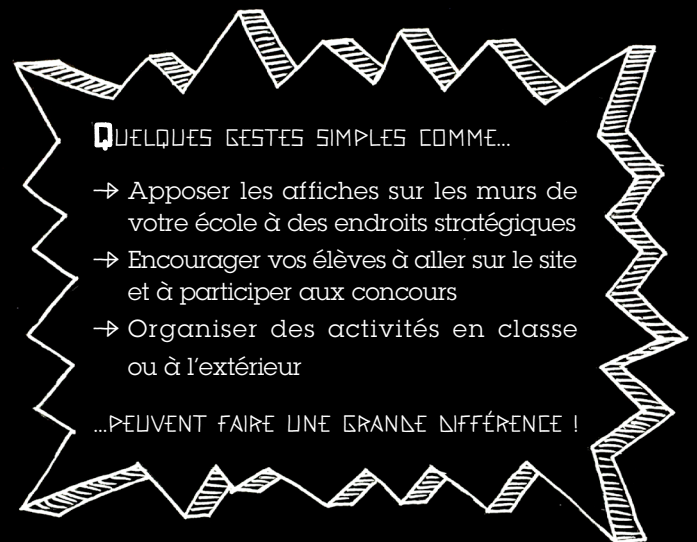 Quelques gestes simples comme...
→ Apposer les affiches sur les murs de
votre école à des endroits stratégiques
→ Encourager vos élèves à aller sur le site
et à participer aux concours
→ Organiser des activités en classe
ou à l'extérieur
...peuvent faire une grande différence !